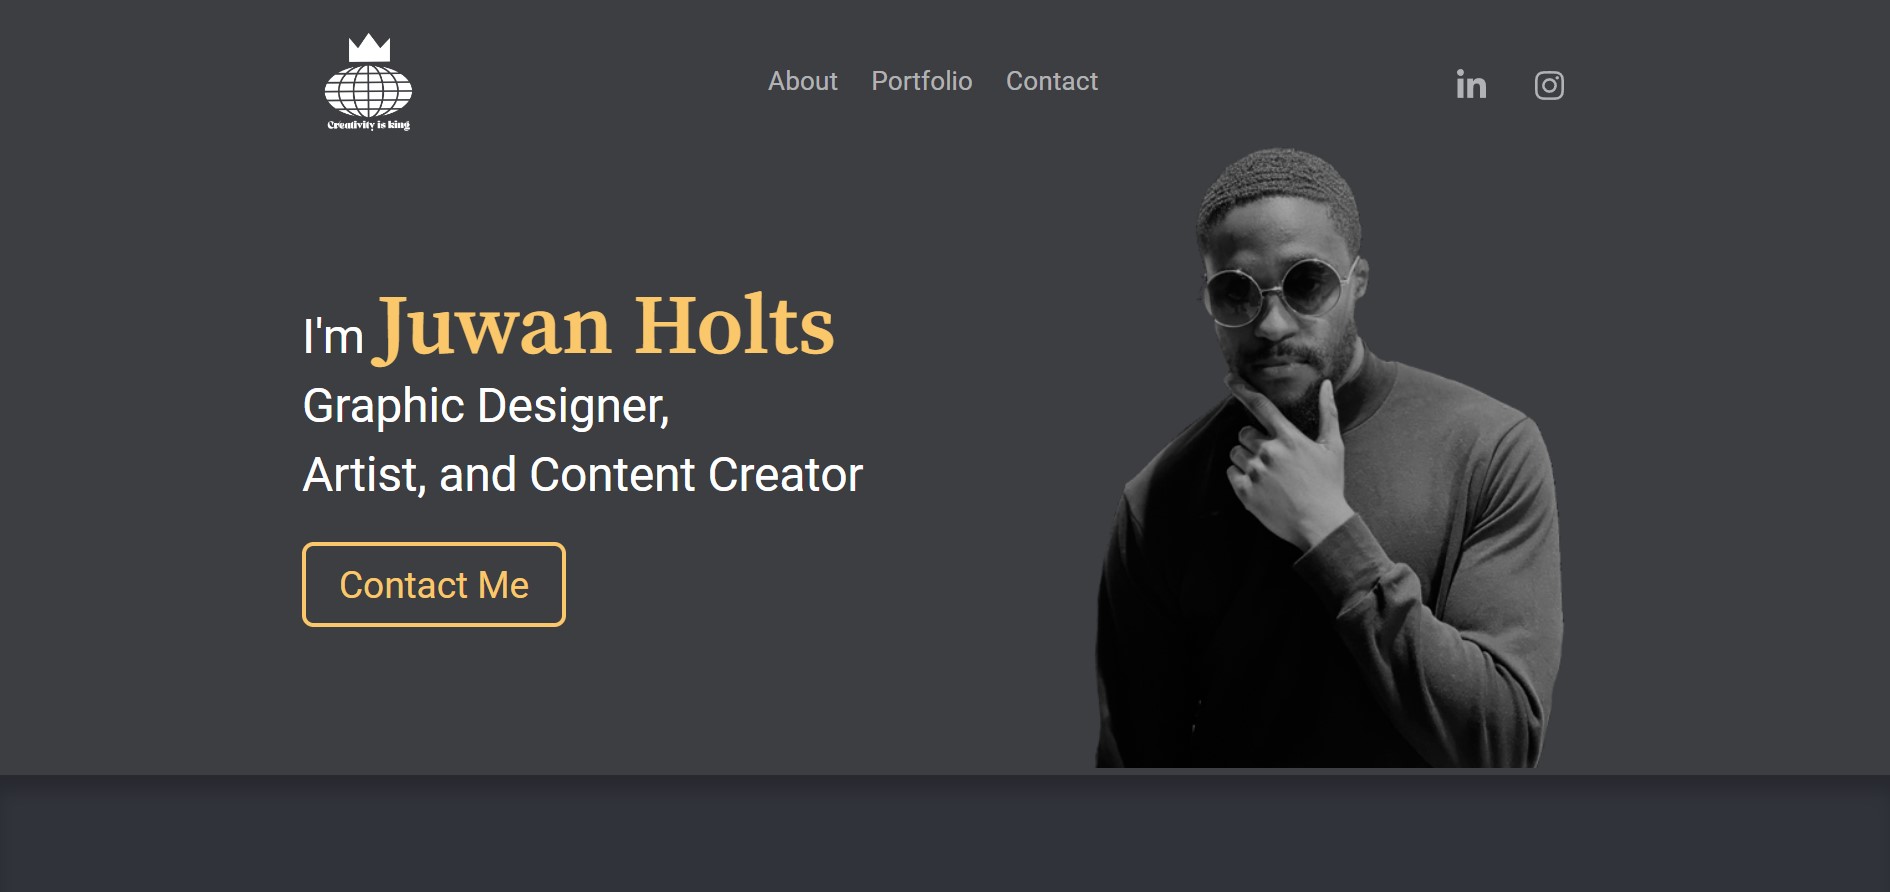 Creativity is king
About Portfolio Contact
in
I'm Juwan Holts
Graphic Designer,
Artist, and Content Creator
Contact Me